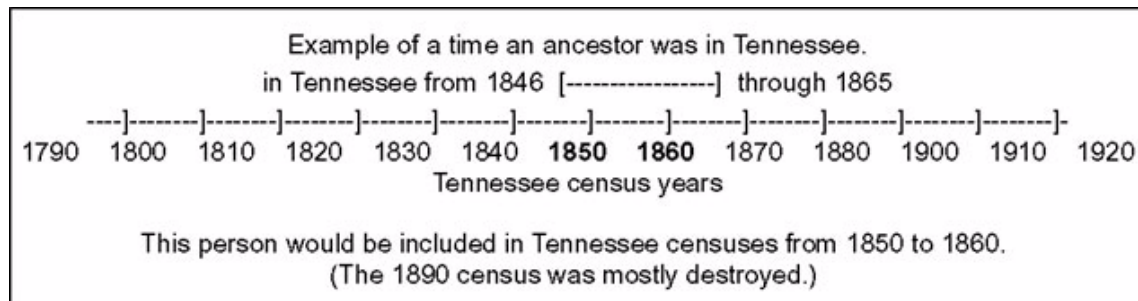 Example of a time an ancestor was in Tennessee.
in Tennessee from 1846 [-----------------] through 1865
----]--------]--------]--------]--------]--------]--------]--------]--------]--------]--------]--------]--------]-
1790 1800 1810 1820 1830 1840 1850 1860 1870 1880 1900 1910 1920
Tennessee census years
This person would be included in Tennessee censuses from 1850 to 1860.
(The 1890 census was mostly destroyed.)